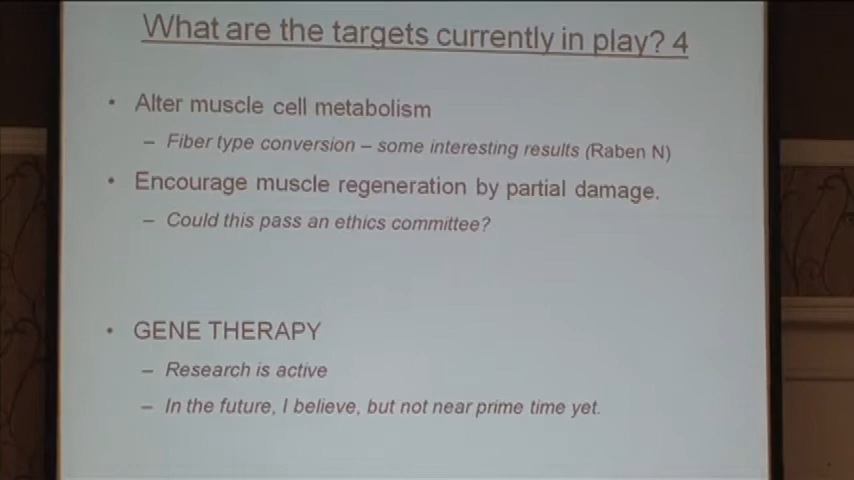 What are the targets currently in play? 4
• Alter muscle cell metabolism
– Fiber type conversion – some interesting results (Raben N)
• Encourage muscle regeneration by partial damage.
– Could this pass an ethics committee?
• GENE THERAPY
– Research is active
– In the future, I believe, but not near prime time yet.